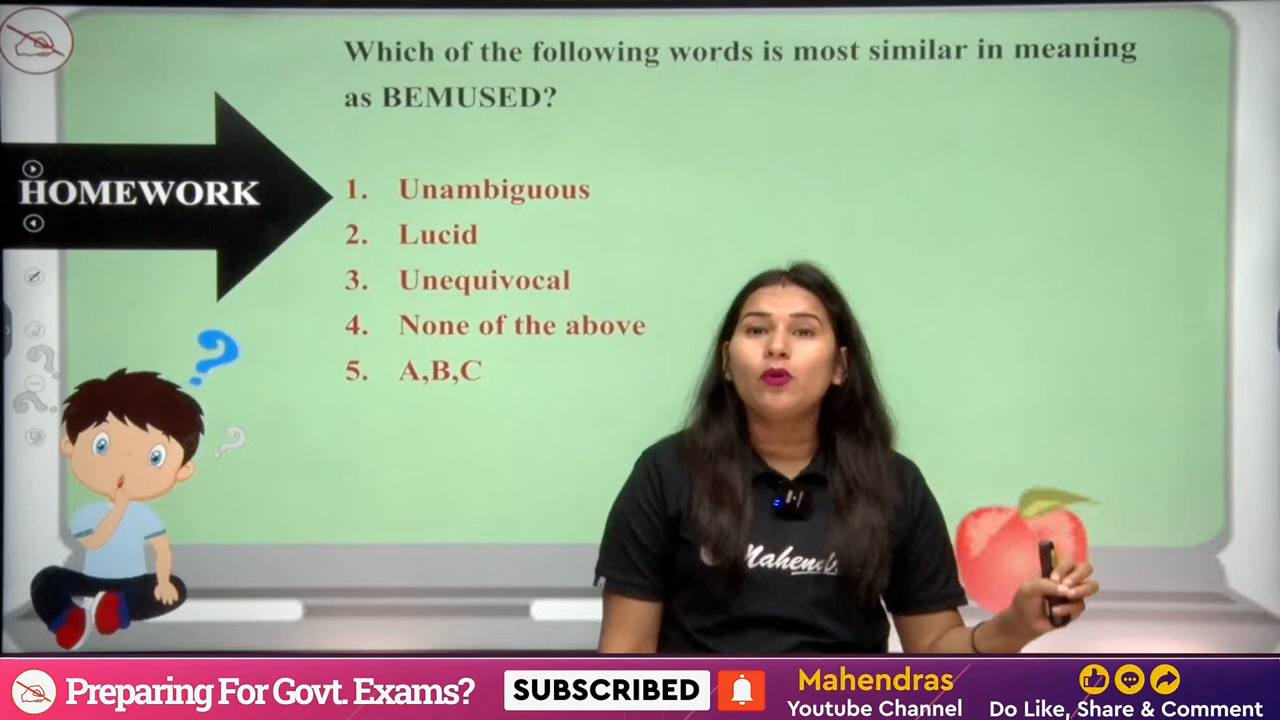 Which of the following words is most similar in meaning
as BEMUSED?
HOMEWORK
1. Unambiguous
2. Lucid
3. Unequivocal
4. None of the above
5. A,B,C
Mahend
Preparing For Govt. Exams?
SUBSCRIBED
Mahendras
Youtube Channel
Do Like, Share & Comment